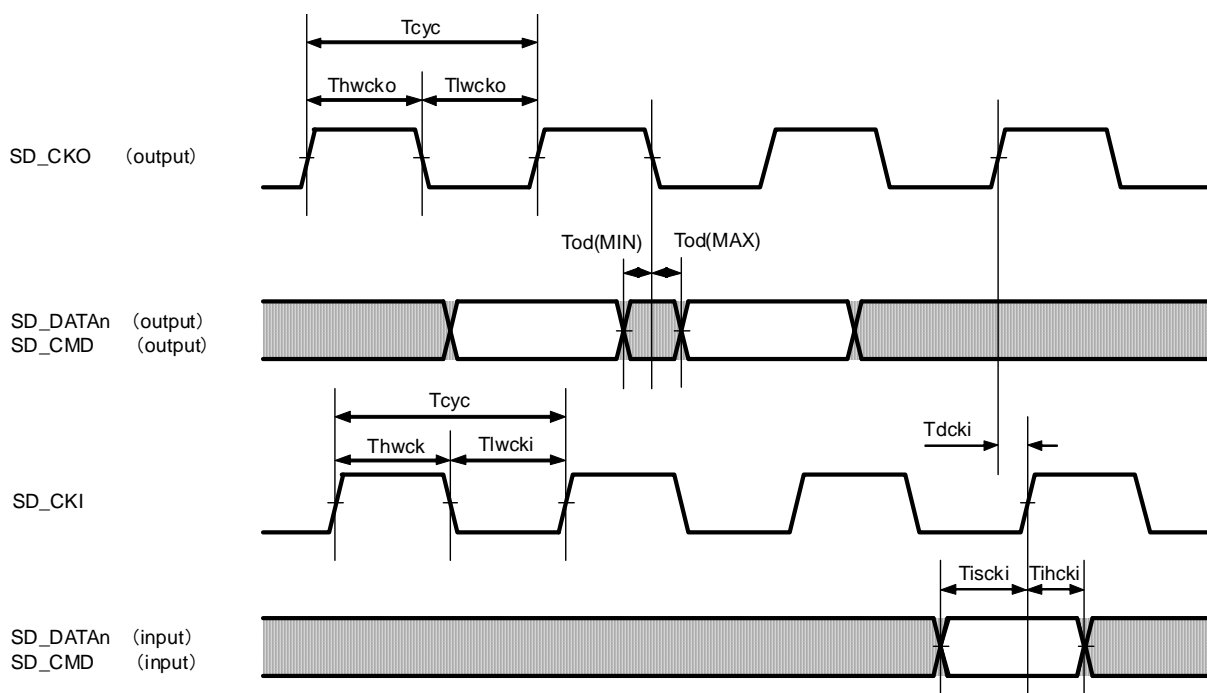 Tcyc
Thwcko Tlwcko
SD_CKO （output）
Tod(MIN) Tod(MAX)
SD_DATAn （output）
SD_CMD （output）
Tcyc
Thwck Tlwcki
Tdcki
SD_CKI
Tiscki Tihcki
SD_DATAn （input）
SD_CMD （input）